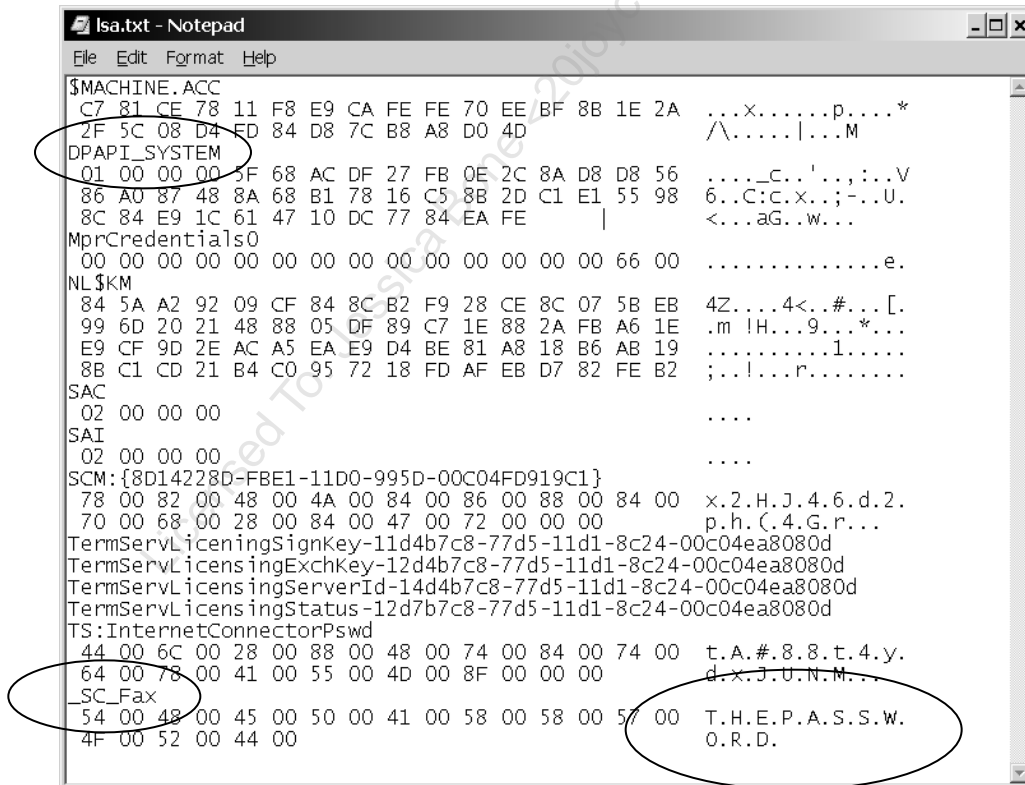 lsa.txt - Notepad
File Edit Format Help
$MACHINE.ACC
C7 81 CE 78 11 F8 E9 CA FE FE 70 EE BF 8B 1E 2A ...x.......p....*
2F 5C 08 D4 FD 84 D8 7C B8 A8 D0 4D /\.....|...M
DPAPI_SYSTEM
01 00 00 00 5F 68 AC DF 27 FB 0E 2C 8A D8 D8 56 ...._c..'..,:..V
86 A0 87 48 8A 68 B1 78 16 C5 8B 2D C1 E1 55 98 6..C:c.x..;-..U.
8C 84 E9 1C 61 47 10 DC 77 84 EA FE <...aG..w...
MprCredentials0
00 00 00 00 00 00 00 00 00 00 00 00 00 00 66 00 ..............e.
NL$KM
84 5A A2 92 09 CF 84 8C B2 F9 28 CE 8C 07 5B EB 4Z....4<..#...[.
99 6D 20 21 48 88 05 DF 89 C7 1E 88 2A FB A6 1E .m !H...9...*...
E9 CF 9D 2E AC A5 EA E9 D4 BE 81 A8 18 B6 AB 19 ..........1.....
8B C1 CD 21 B4 C0 95 72 18 FD AF EB D7 82 FE B2 ;..!...r........
SAC
02 00 00 00 ....
SAI
02 00 00 00 ....
SCM:{8D14228D-FBE1-11D0-995D-00C04FD919C1}
78 00 82 00 48 00 4A 00 84 00 86 00 88 00 84 00 x.2.H.J.4.6.d.2.
70 00 68 00 28 00 84 00 47 00 72 00 00 00 p.h.(.4.G.r...
TermServLiceningSignKey-11d4b7c8-77d5-11d1-8c24-00c04ea8080d
TermServLicensingExchKey-12d4b7c8-77d5-11d1-8c24-00c04ea8080d
TermServLicensingServerId-14d4b7c8-77d5-11d1-8c24-00c04ea8080d
TermServLicensingStatus-12d7b7c8-77d5-11d1-8c24-00c04ea8080d
TS:InternetConnectorPswd
44 00 6C 00 28 00 88 00 48 00 74 00 84 00 74 00 t.A.#.8.8.t.4.y.
64 00 78 00 41 00 55 00 4D 00 8F 00 00 00 d.x.J.U.N.M...
_SC_Fax
54 00 48 00 45 00 50 00 41 00 58 00 58 00 57 00 T.H.E.P.A.S.S.W.
4F 00 52 00 44 00 O.R.D.
Licensed To: Jessica Bone <20joyc